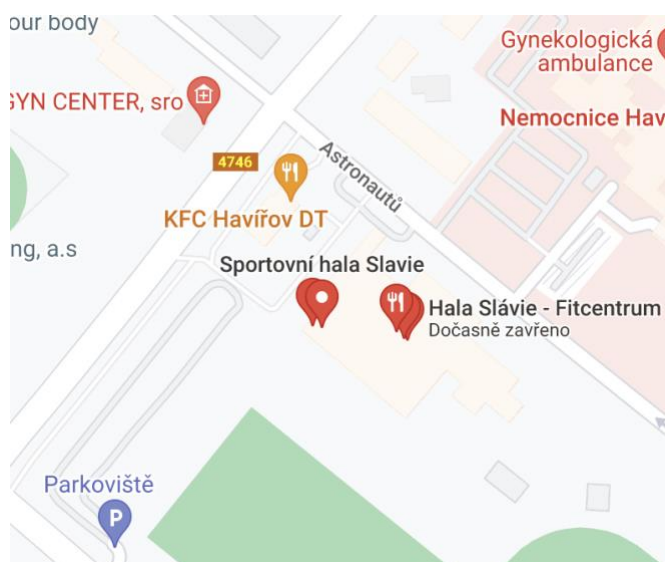 our body
Gynekologická
ambulance
GYN CENTER, sro
Nemocnice Hav
4746
Astronautů
KFC Havířov DT
ng, a.s
Sportovní hala Slavie
Hala Slávie - Fitcentrum
Dočasně zavřeno
Parkoviště
P